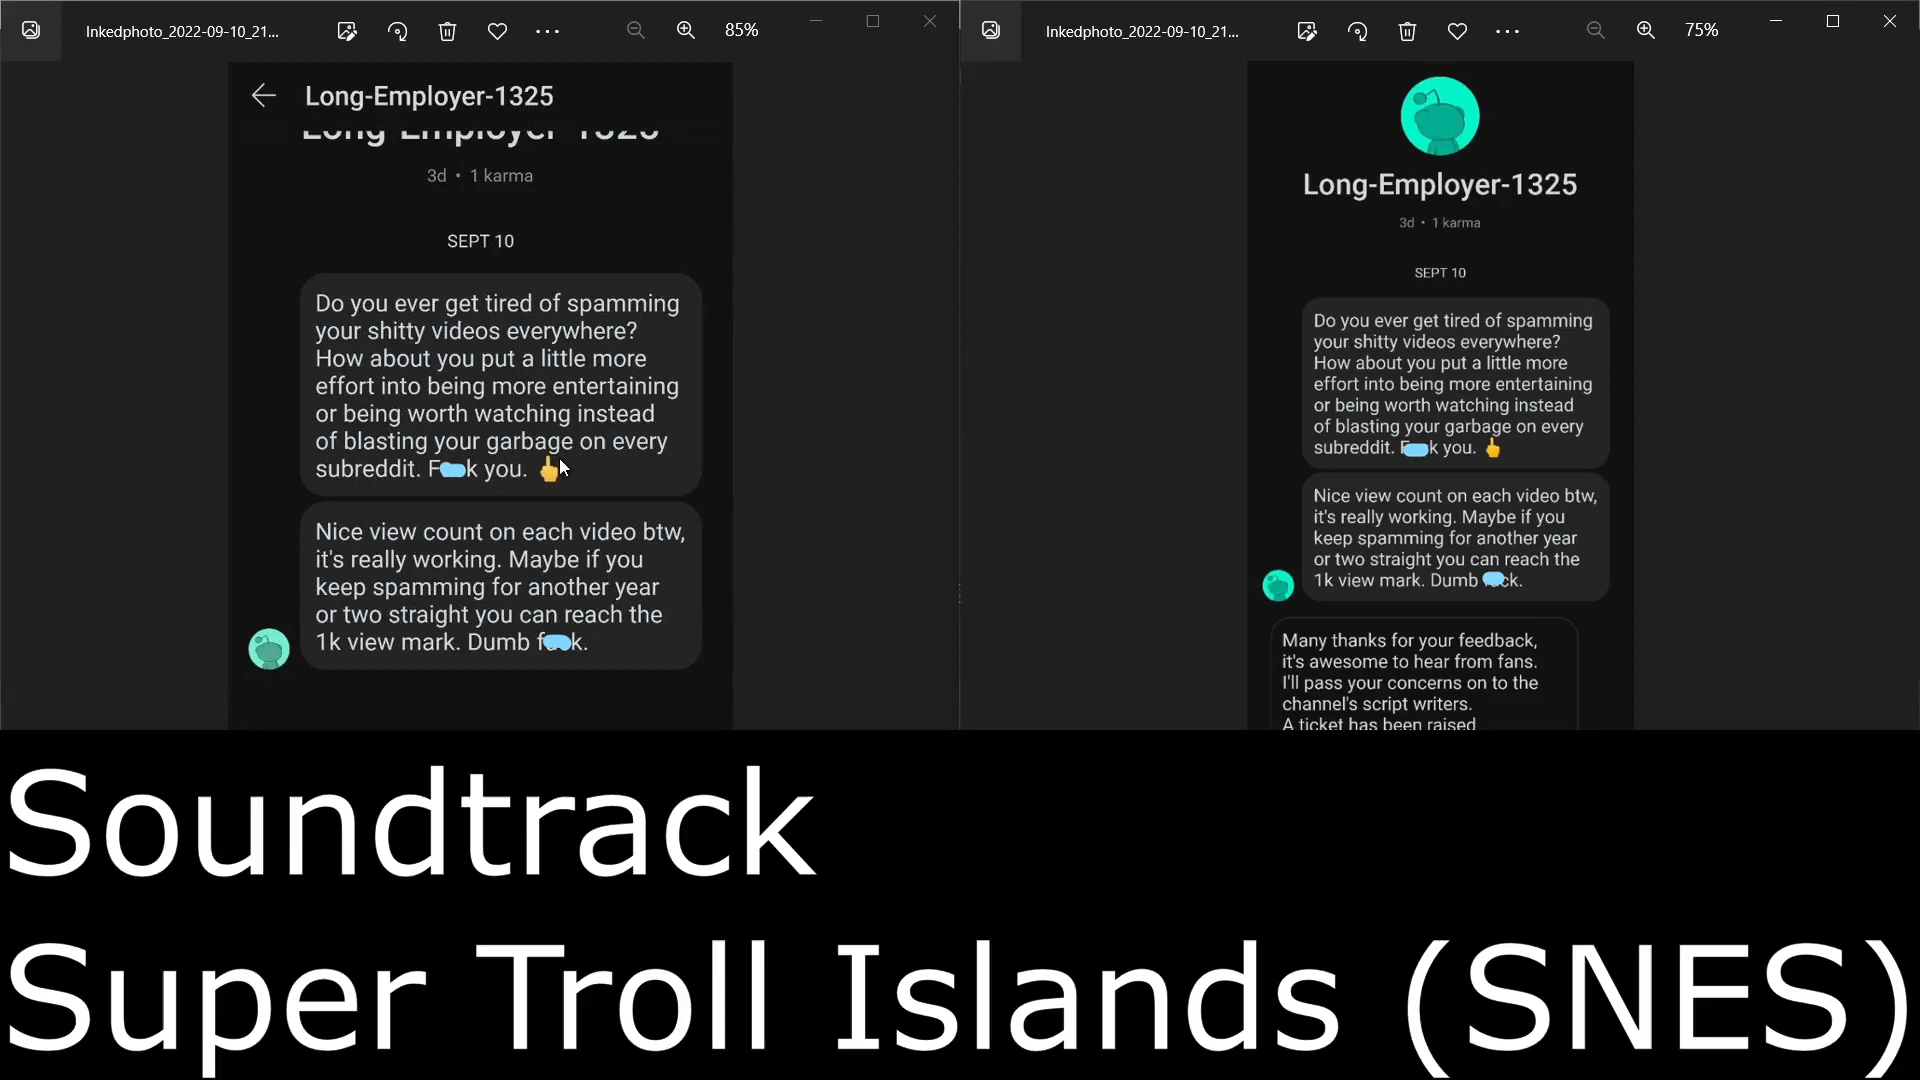 Inkedphoto_2022-09-10_21...
85%
Long-Employer-1325
Long-Employer-1325
3d • 1 karma
SEPT 10
Do you ever get tired of spamming
your shitty videos everywhere?
How about you put a little more
effort into being more entertaining
or being worth watching instead
of blasting your garbage on every
subreddit. F k you. 🖕
Nice view count on each video btw,
it's really working. Maybe if you
keep spamming for another year
or two straight you can reach the
1k view mark. Dumb f k.
Inkedphoto_2022-09-10_21...
75%
Long-Employer-1325
3d • 1 karma
SEPT 10
Do you ever get tired of spamming
your shitty videos everywhere?
How about you put a little more
effort into being more entertaining
or being worth watching instead
of blasting your garbage on every
subreddit. F k you. 🖕
Nice view count on each video btw,
it's really working. Maybe if you
keep spamming for another year
or two straight you can reach the
1k view mark. Dumb ck.
Many thanks for your feedback,
it's awesome to hear from fans.
I'll pass your concerns on to the
channel's script writers.
A ticket has been raised
Soundtrack
Super Troll Islands (SNES)